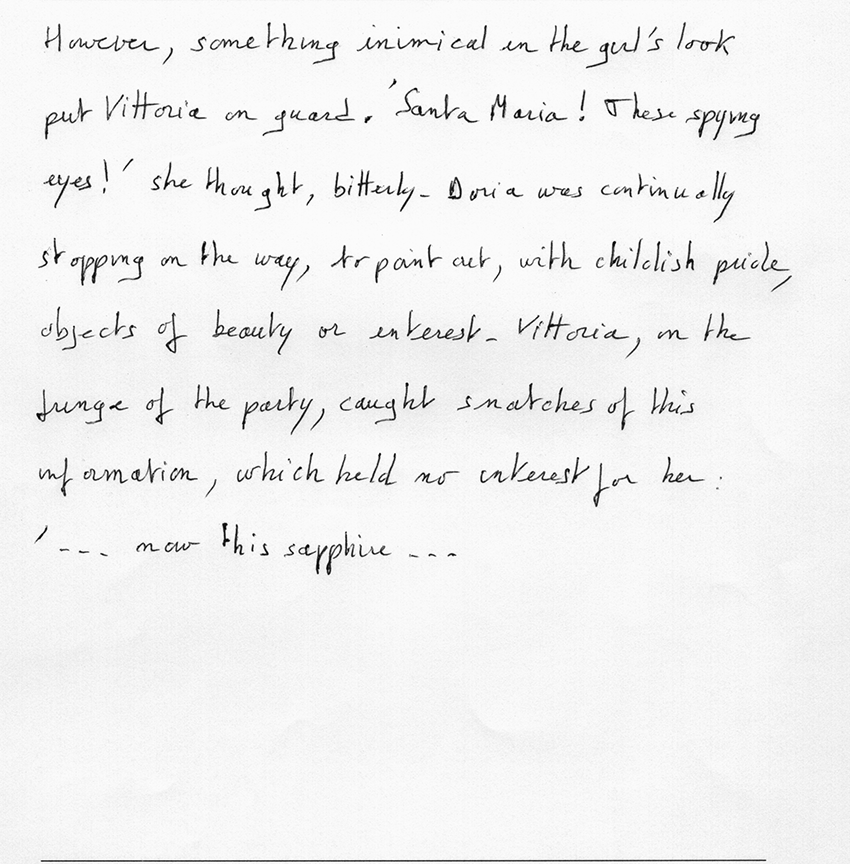 However, something inimical in the girl's look
put Vittoria on guard. 'Santa Maria! These spying
eyes!' she thought, bitterly. Doria was continually
stopping on the way, to point out, with childish pride,
objects of beauty or interest. Vittoria, on the
fringe of the party, caught snatches of this
information, which held no interest for her:
'... now this sapphire ...